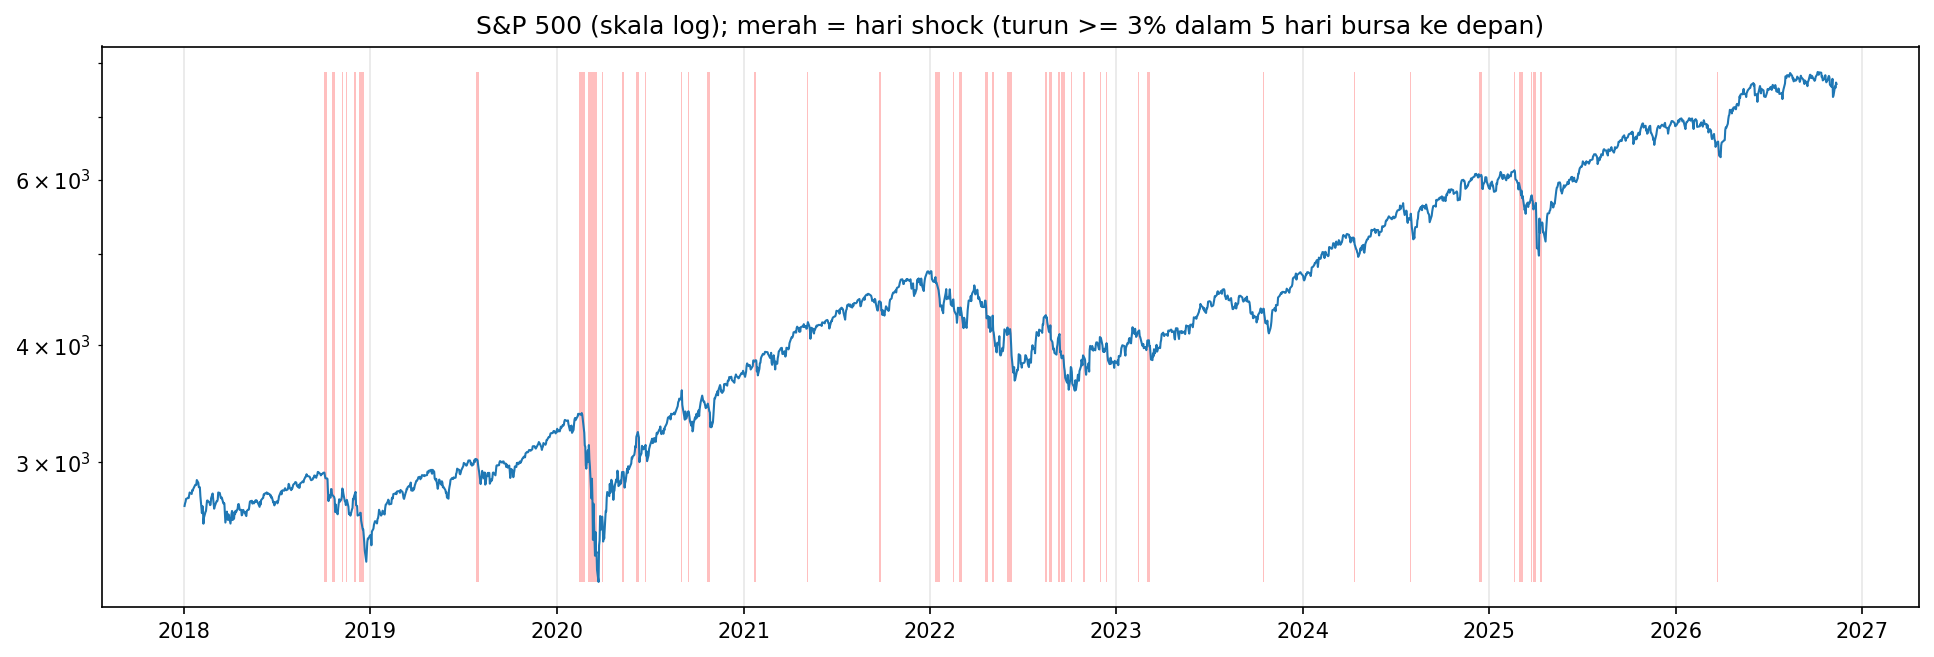 S&P 500 (skala log); merah = hari shock (turun >= 3% dalam 5 hari bursa ke depan)
6 × 10³
4 × 10³
3 × 10³
2018 2019 2020 2021 2022 2023 2024 2025 2026 2027